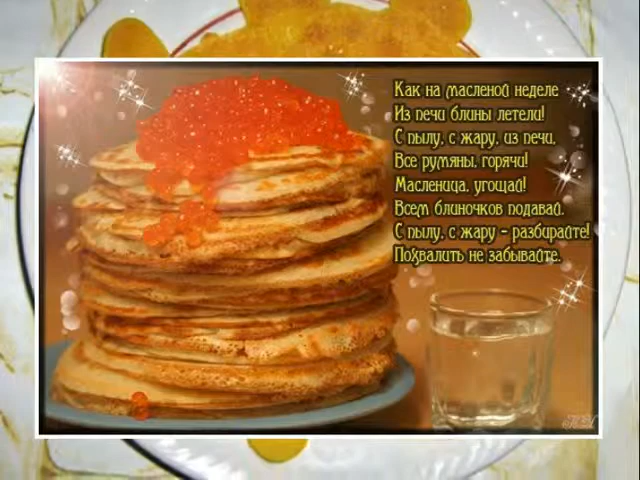 Как на масленой неделе
Из печи блины летели!
С пылу, с жару, из печи,
Все румяны, горячи!
Масленица, угощай!
Всем блиночков подавай.
С пылу, с жару - разбирайте!
Похвалить не забывайте.